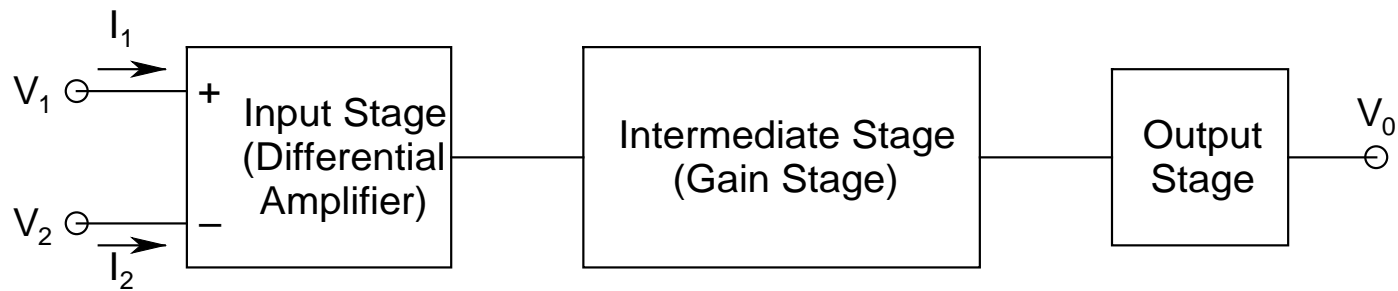 I₁
V₁
+
Input Stage
(Differential
Amplifier)
V₂
−
I₂
Intermediate Stage
(Gain Stage)
Output
Stage
V₀